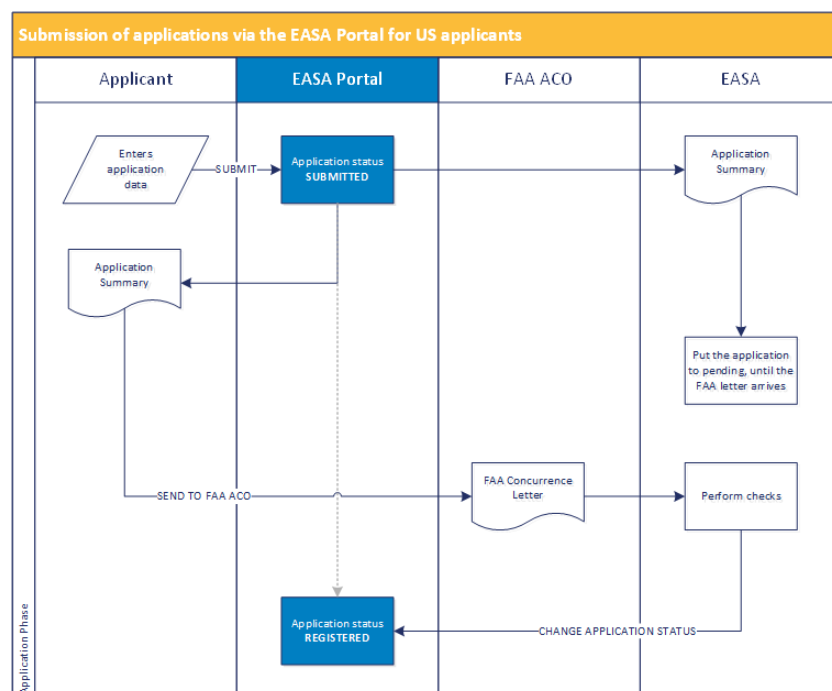 Submission of applications via the EASA Portal for US applicants
Applicant
EASA Portal
FAA ACO
EASA
Enters
application
data
SUBMIT
Application status
SUBMITTED
Application
Summary
Application
Summary
Put the application
to pending, until the
FAA letter arrives
SEND TO FAA ACO
FAA Concurrence
Letter
Perform checks
Application status
REGISTERED
CHANGE APPLICATION STATUS
Application Phase